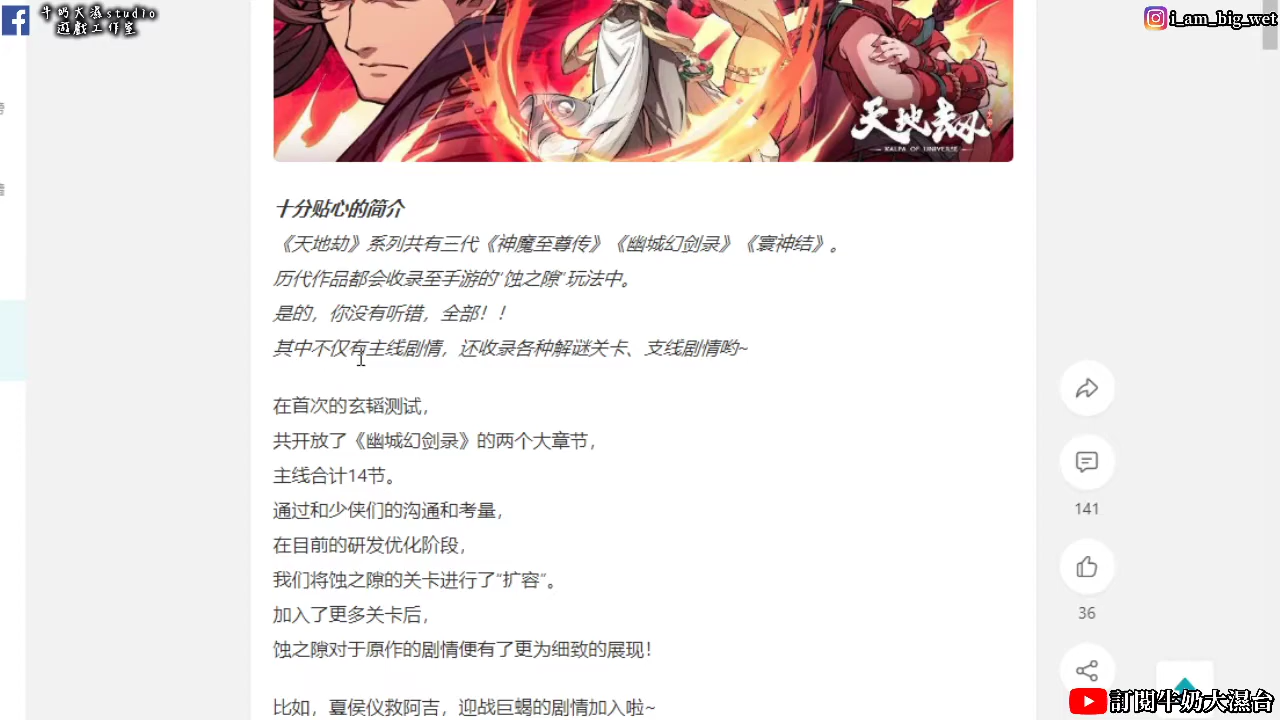 牛奶大濕studio
遊戲工作室
i_am_big_wet
天地劫
KALPA OF UNIVERSE
十分贴心的简介
《天地劫》系列共有三代《神魔至尊传》《幽城幻剑录》《寰神结》。
历代作品都会收录至手游的“蚀之隙”玩法中。
是的，你没有听错，全部！！
其中不仅有主线剧情，还收录各种解谜关卡、支线剧情哟~
在首次的玄韬测试，
共开放了《幽城幻剑录》的两个大章节，
主线合计14节。
通过和少侠们的沟通和考量，
在目前的研发优化阶段，
我们将蚀之隙的关卡进行了“扩容”。
加入了更多关卡后，
蚀之隙对于原作的剧情便有了更为细致的展现！
比如，夏侯仪救阿吉，迎战巨蝎的剧情加入啦~
141
36
訂閱牛奶大濕台